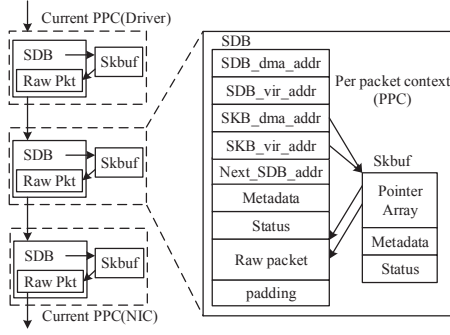 Current PPC(Driver)
SDB
Skbuf
Raw Pkt
SDB
Skbuf
Raw Pkt
SDB
Skbuf
Raw Pkt
Current PPC(NIC)
SDB
SDB_dma_addr
SDB_vir_addr
SKB_dma_addr
SKB_vir_addr
Next_SDB_addr
Metadata
Status
Raw packet
padding
Per packet context
(PPC)
Skbuf
Pointer
Array
Metadata
Status